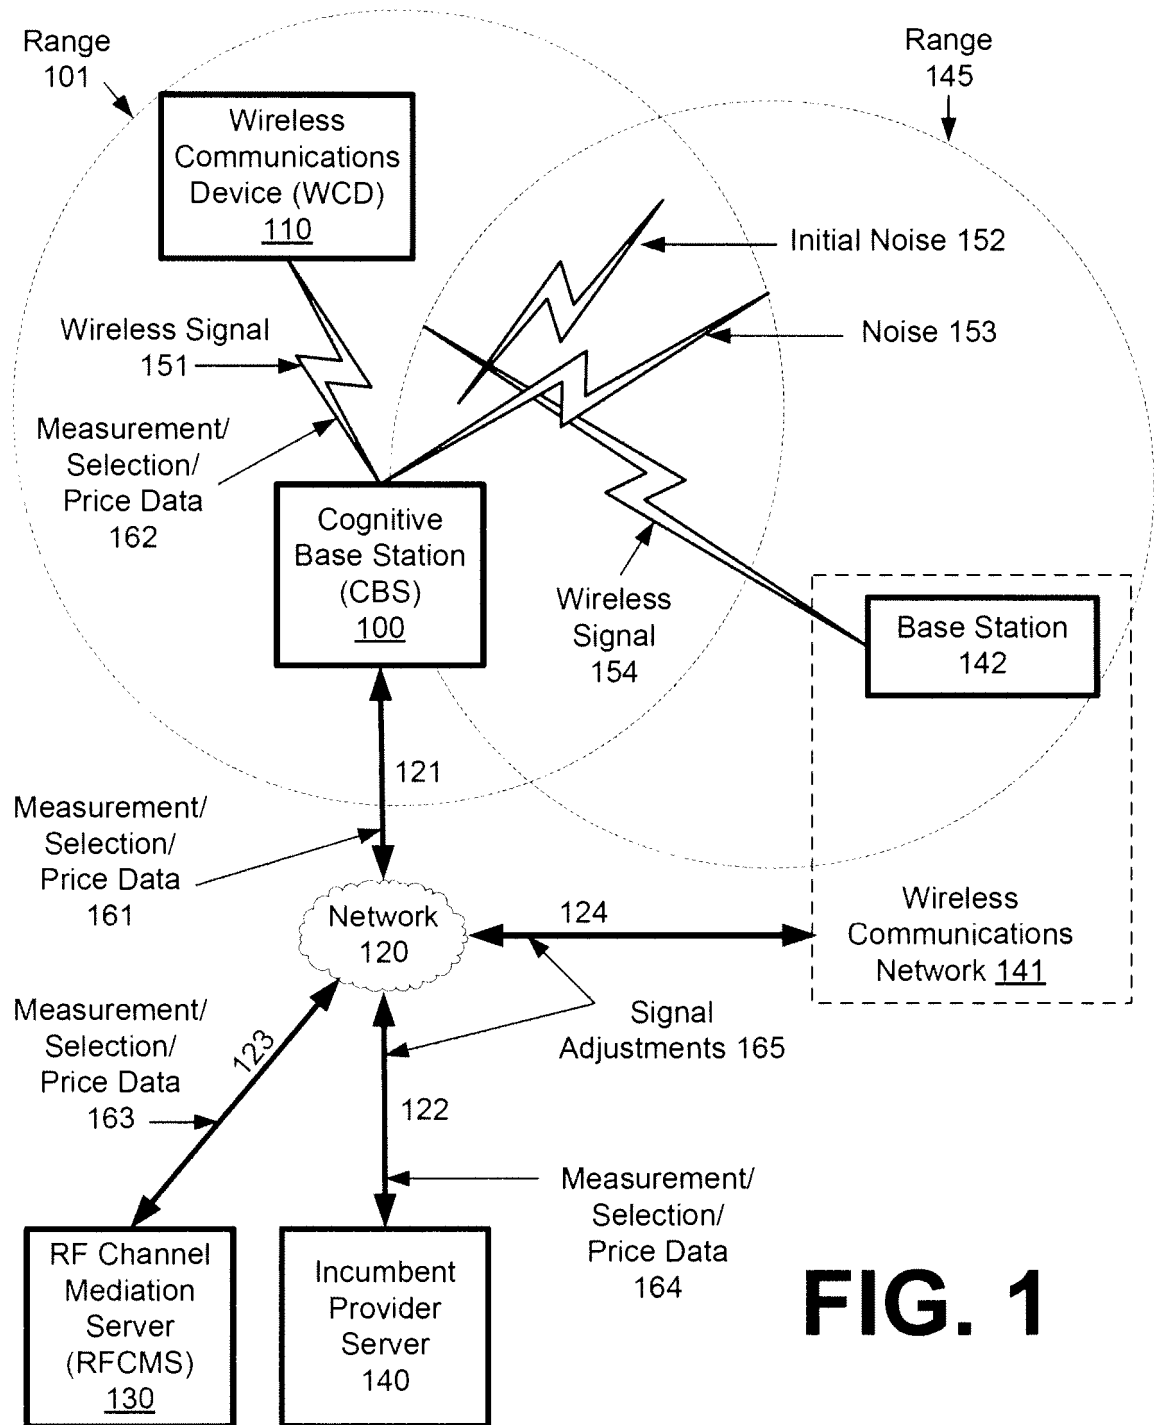 Range
101
Range
145
Wireless
Communications
Device (WCD)
110
Initial Noise 152
Noise 153
Wireless Signal
151
Measurement/
Selection/
Price Data
162
Cognitive
Base Station
(CBS)
100
Wireless
Signal
154
Base Station
142
121
Measurement/
Selection/
Price Data
161
Network
120
124
Wireless
Communications
Network 141
Signal
Adjustments 165
Measurement/
Selection/
Price Data
163
123
122
Measurement/
Selection/
Price Data
164
RF Channel
Mediation
Server
(RFCMS)
130
Incumbent
Provider
Server
140
FIG. 1